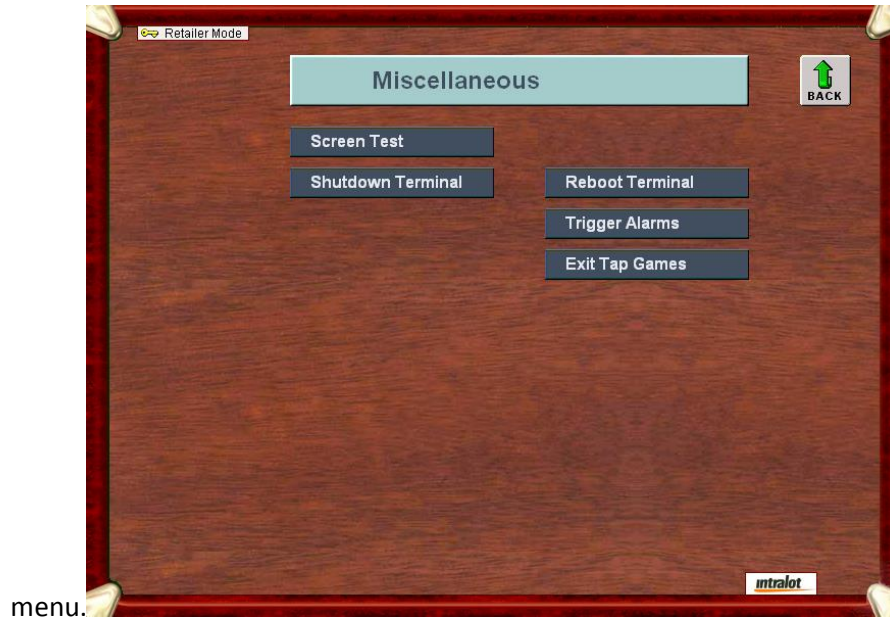 Retailer Mode
Miscellaneous
BACK
Screen Test
Shutdown Terminal
Reboot Terminal
Trigger Alarms
Exit Tap Games
intralot
menu.